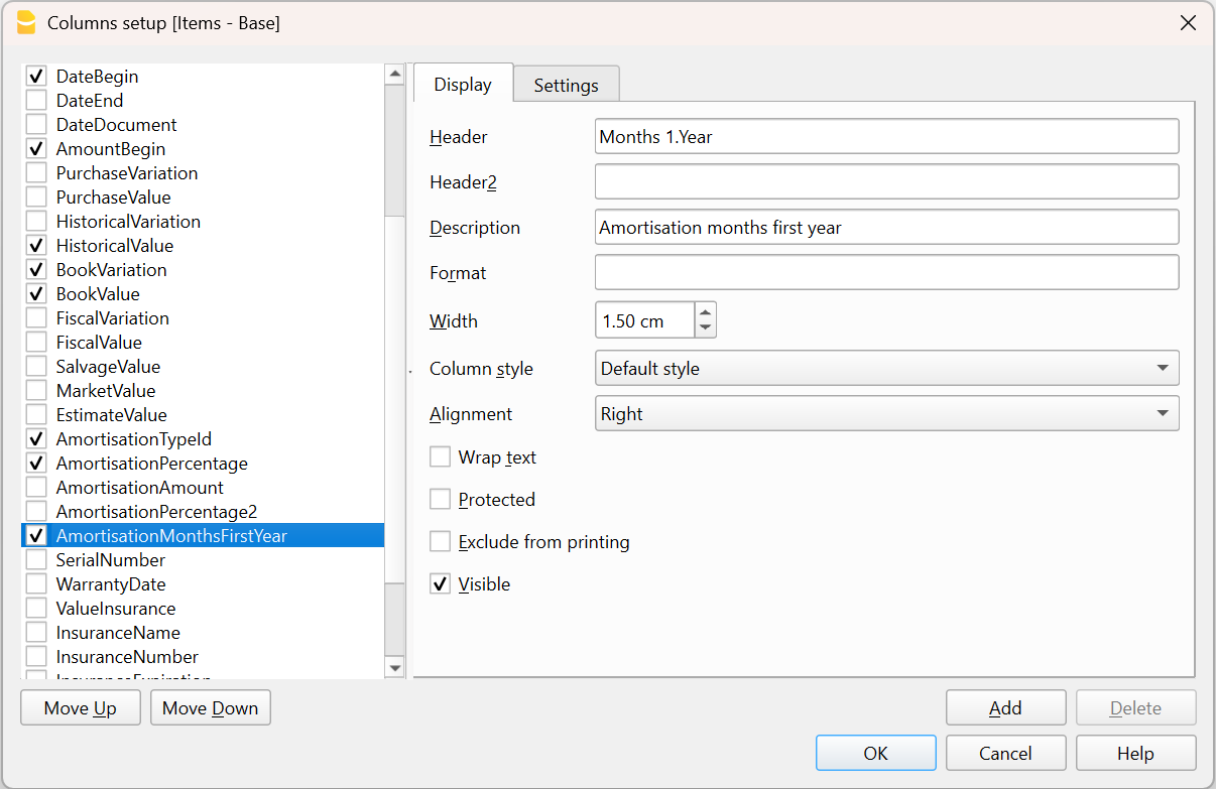 Columns setup [Items - Base]
DateBegin
DateEnd
DateDocument
AmountBegin
PurchaseVariation
PurchaseValue
HistoricalVariation
HistoricalValue
BookVariation
BookValue
FiscalVariation
FiscalValue
SalvageValue
MarketValue
EstimateValue
AmortisationTypeId
AmortisationPercentage
AmortisationAmount
AmortisationPercentage2
AmortisationMonthsFirstYear
SerialNumber
WarrantyDate
ValueInsurance
InsuranceName
InsuranceNumber
InsuranceExpiration
Move Up
Move Down
Display
Settings
Header
Months 1.Year
Header2
Description
Amortisation months first year
Format
Width
1.50 cm
Column style
Default style
Alignment
Right
Wrap text
Protected
Exclude from printing
Visible
Add
Delete
OK
Cancel
Help